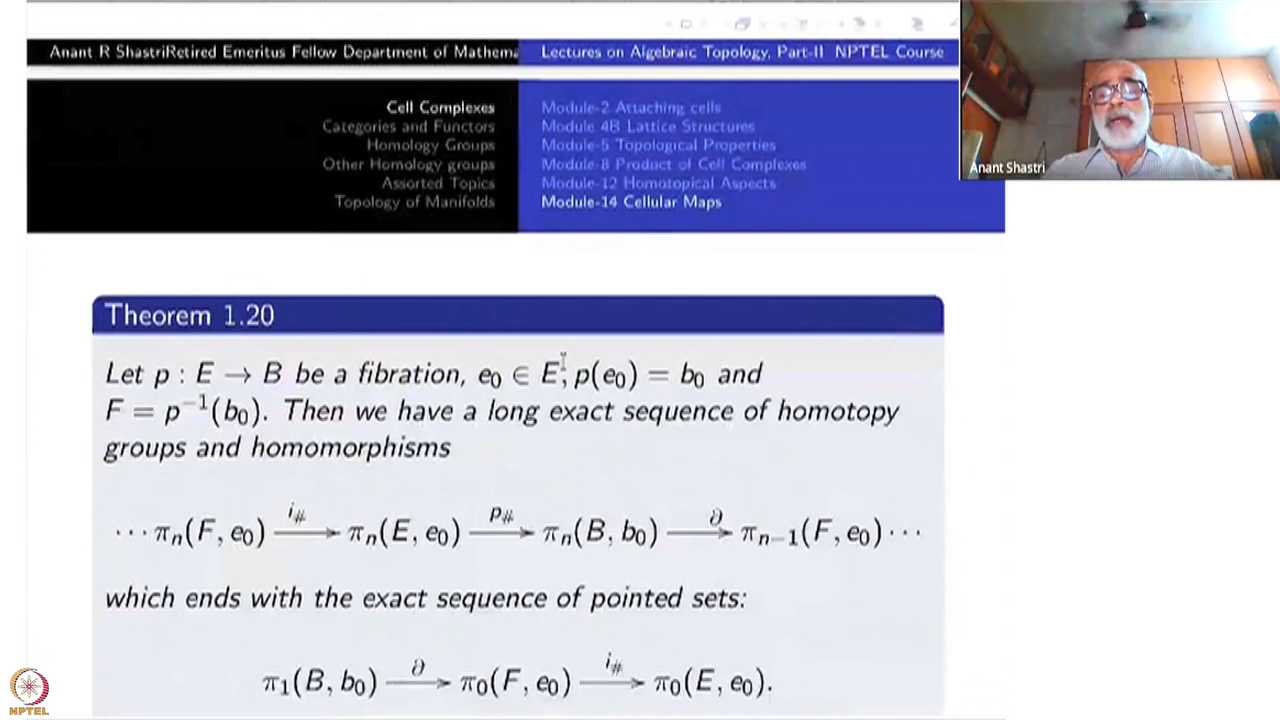 Anant R ShastriRetired Emeritus Fellow Department of Mathema
Lectures on Algebraic Topology, Part-II NPTEL Course
Cell Complexes
Categories and Functors
Homology Groups
Other Homology groups
Assorted Topics
Topology of Manifolds
Module-2 Attaching cells
Module 4B Lattice Structures
Module-5 Topological Properties
Module-8 Product of Cell Complexes
Module-12 Homotopical Aspects
Module-14 Cellular Maps
Anant Shastri
Theorem 1.20
Let p : E → B be a fibration, e₀ ∈ E, p(e₀) = b₀ and
F = p⁻¹(b₀). Then we have a long exact sequence of homotopy
groups and homomorphisms
⋯ πₙ(F, e₀) —i_#→ πₙ(E, e₀) —p_#→ πₙ(B, b₀) —∂→ πₙ₋₁(F, e₀) ⋯
which ends with the exact sequence of pointed sets:
π₁(B, b₀) —∂→ π₀(F, e₀) —i_#→ π₀(E, e₀).
NPTEL